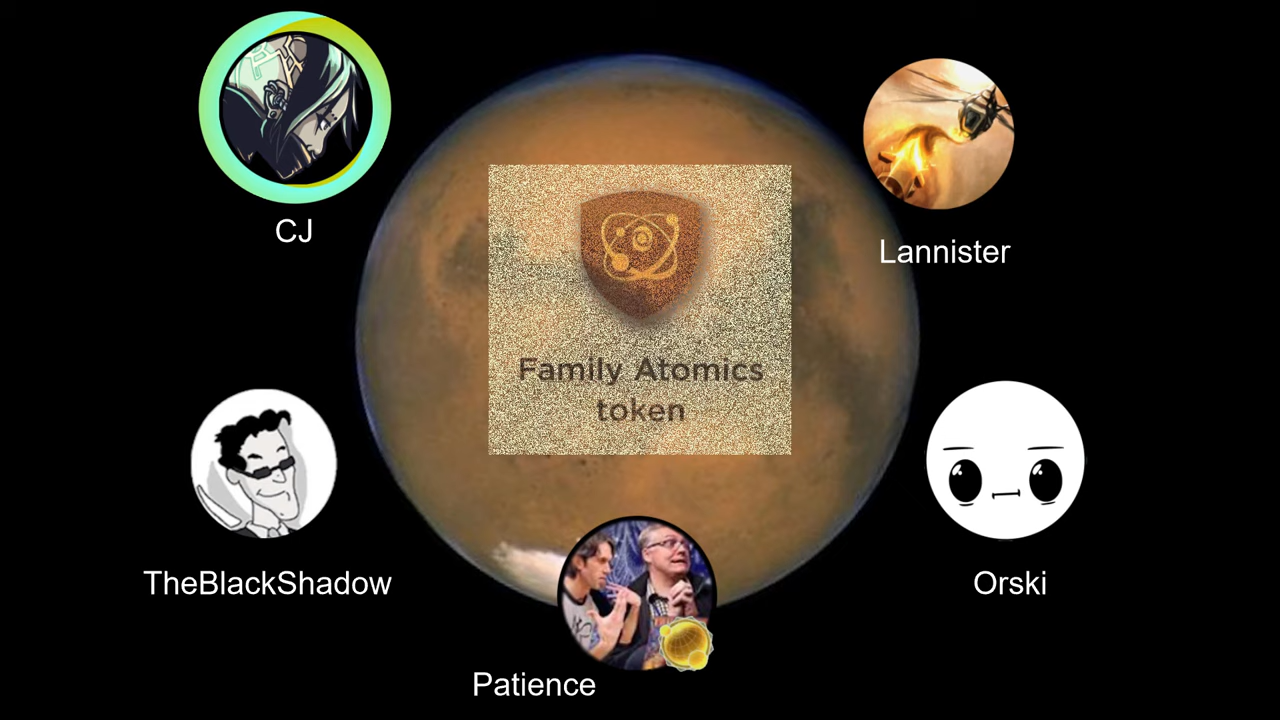 CJ
Lannister
Family Atomics
token
TheBlackShadow
Orski
Patience